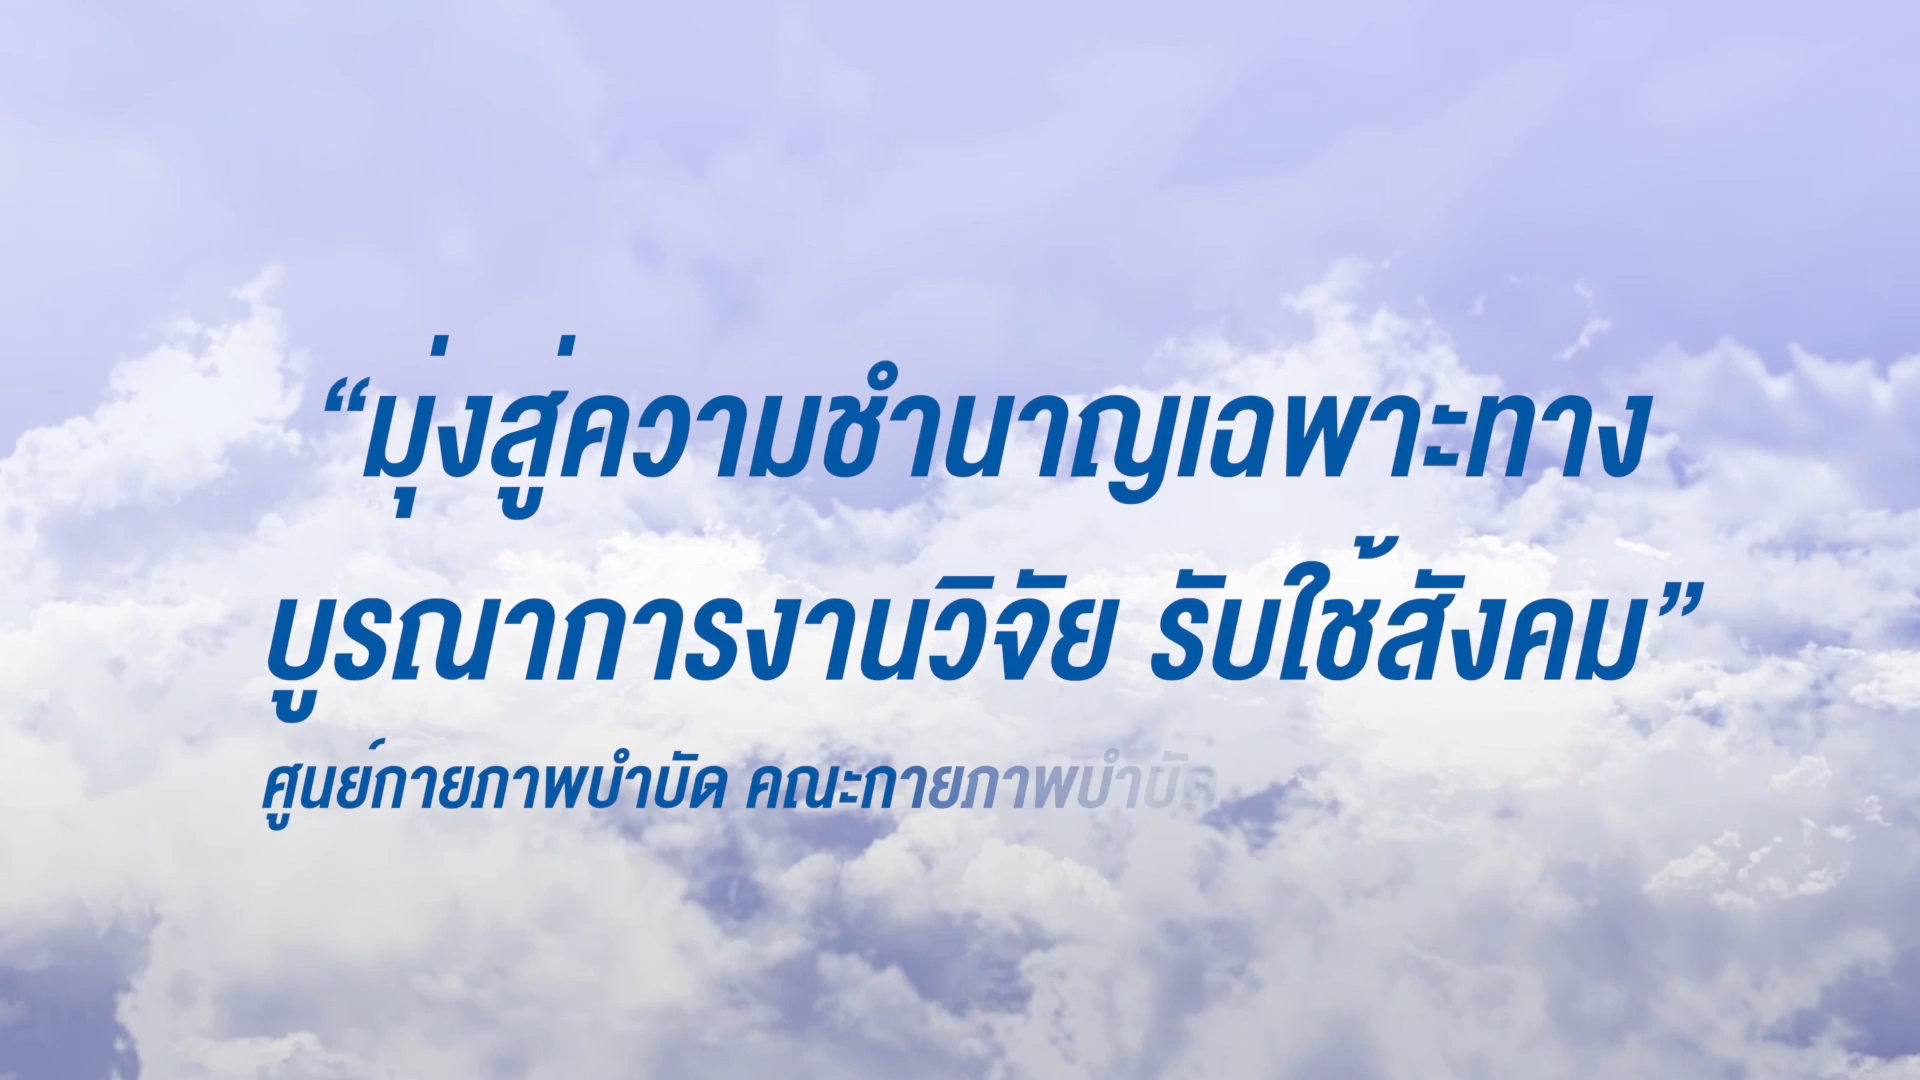 “มุ่งสู่ความชำนาญเฉพาะทาง
บูรณาการงานวิจัย รับใช้สังคม”
ศูนย์กายภาพบำบัด คณะกายภาพบำบัด